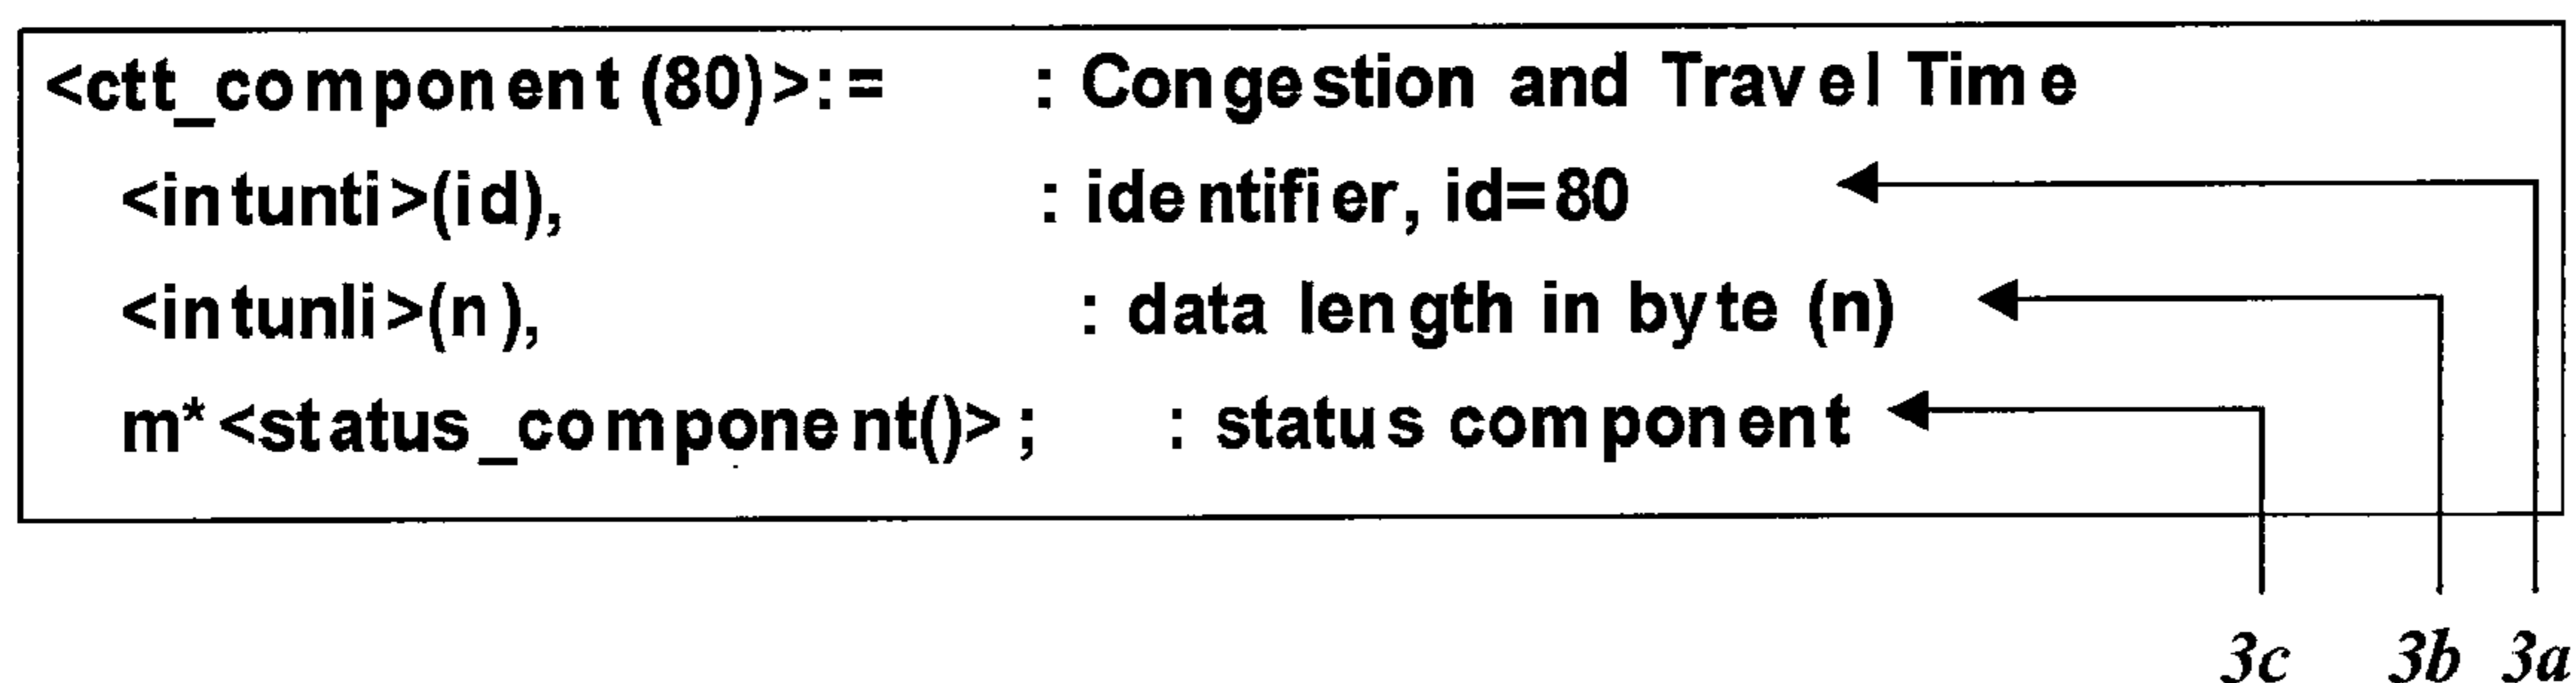 <ctt_component (80)>:= : Congestion and Travel Time
<intunti>(id), : identifier, id=80
<intunli>(n), : data length in byte (n)
m*<status_component()>; : status component
3c 3b 3a